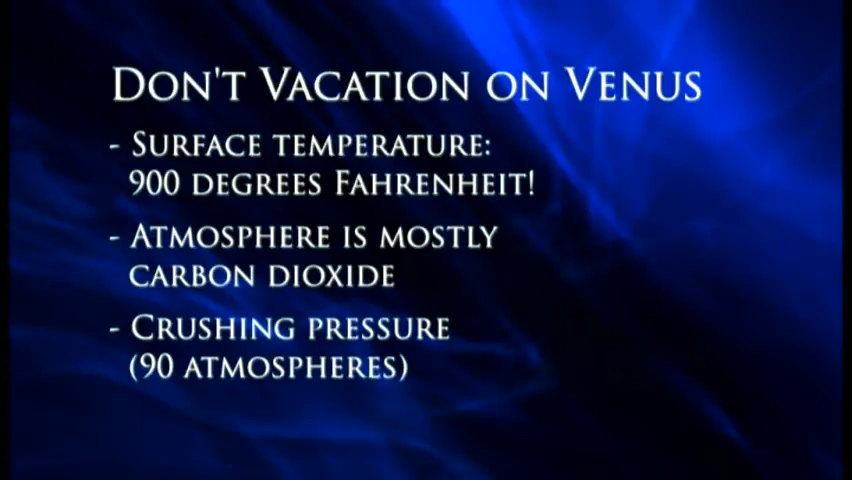 Don't Vacation on Venus
- Surface temperature:
900 degrees Fahrenheit!
- Atmosphere is mostly
carbon dioxide
- Crushing pressure
(90 atmospheres)